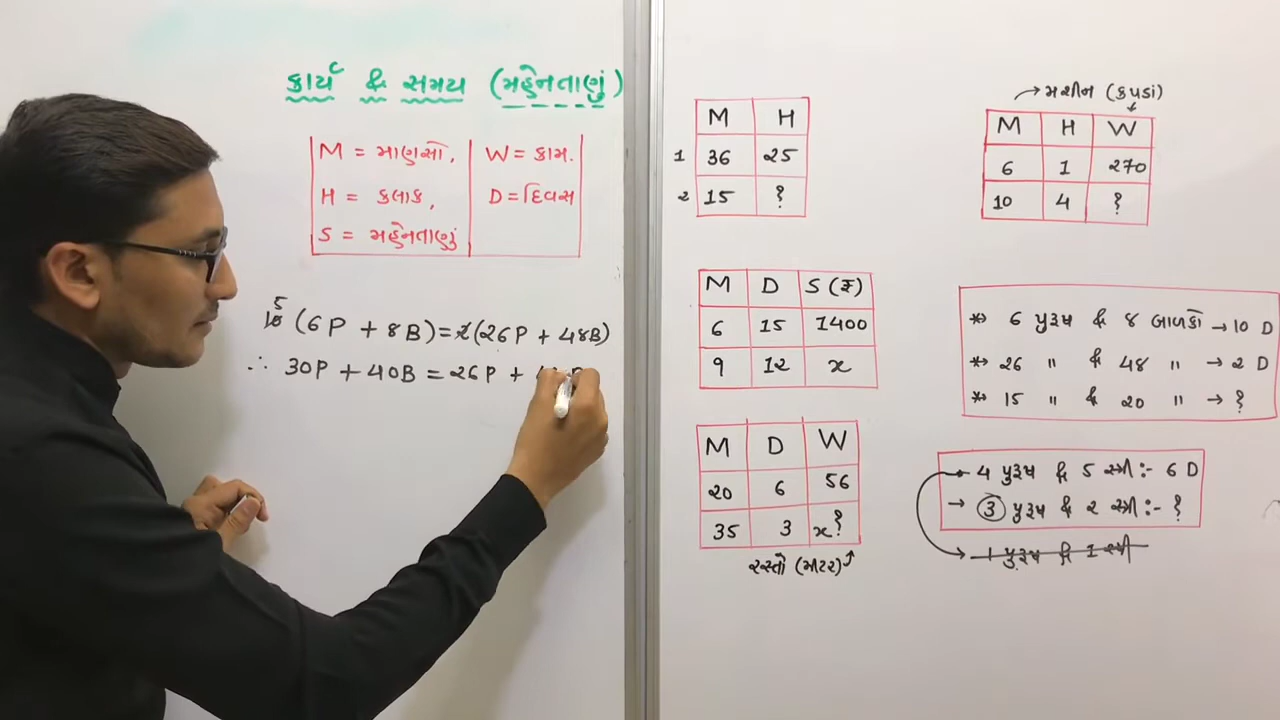 કાર્ય & સમય (મહેનતાણું)
M = માણસો, W = કામ.
H = કલાક, D = દિવસ
S = મહેનતાણું
5
10 (6P + 8B) = 2 (26P + 48B)
∴ 30P + 40B = 26P +
M H
1 36 25
2 15 ?
M D S (₹)
6 15 1400
9 12 x
M D W
20 6 56
35 3 x?
રસ્તો (મીટર)
→ મશીન (કપડાં)
M H W
6 1 270
10 4 ?
** 6 પુરૂષ & 8 બાળકો → 10 D
** 26 " & 48 " → 2 D
** 15 " & 20 " → ?
4 પુરૂષ & 5 સ્ત્રી :- 6 D
→ 3 પુરૂષ & ૨ સ્ત્રી :- ?
1 પુરૂષ & 1 સ્ત્રી